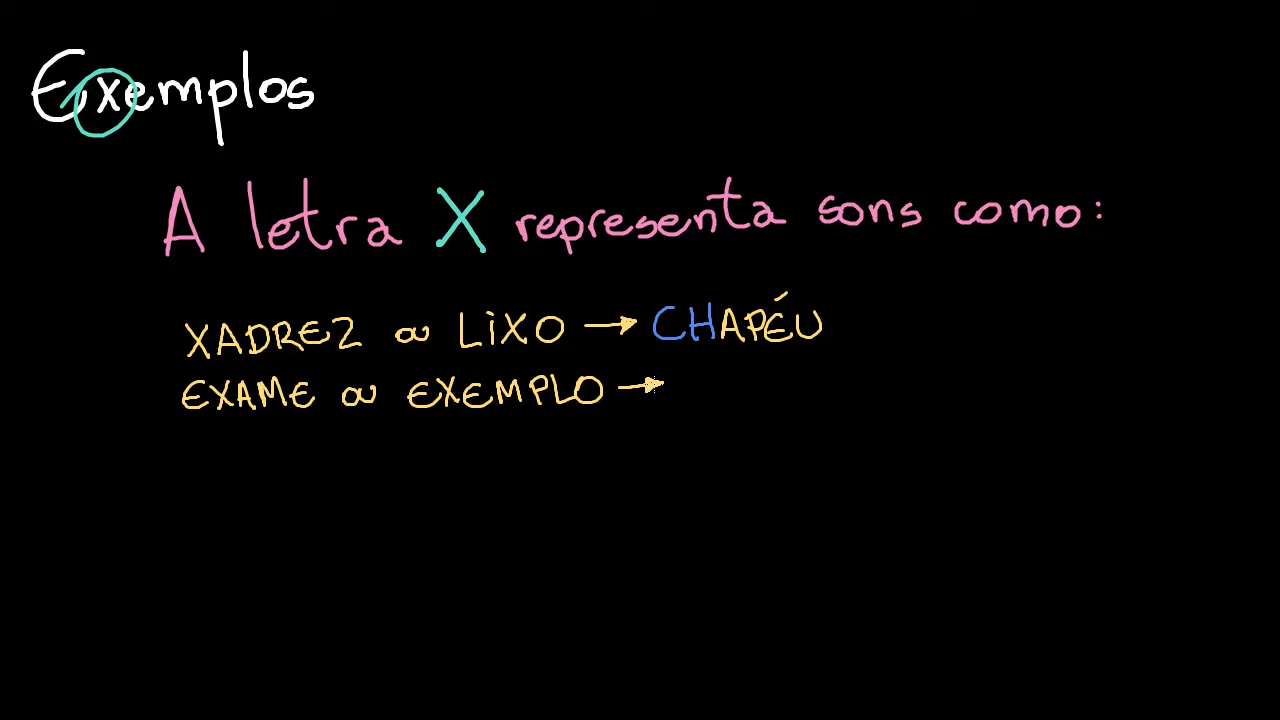 Exemplos
A letra X representa sons como:
XADREZ ou LiXO → CHAPÉU
EXAME ou EXEMPLO →